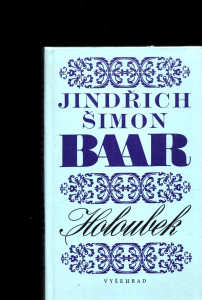 JINDŘICH
ŠIMON
BAAR
Holoubek
VYŠEHRAD